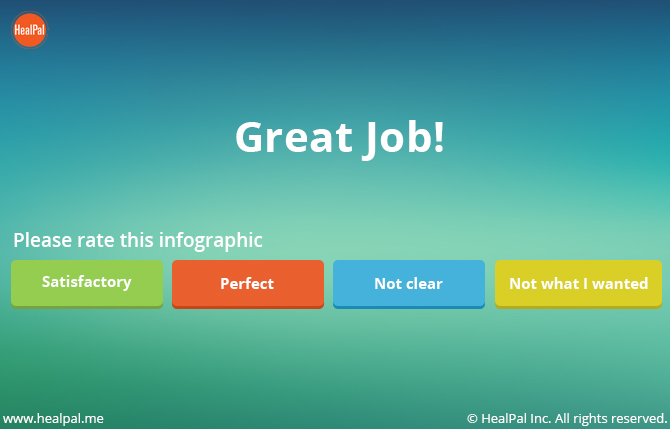 HealPal
Great Job!
Please rate this infographic
Satisfactory
Perfect
Not clear
Not what I wanted
www.healpal.me
© HealPal Inc. All rights reserved.